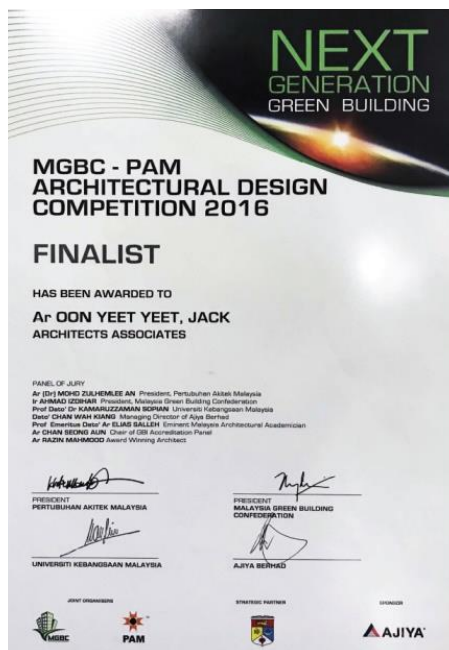 NEXT
GENERATION
GREEN BUILDING
MGBC - PAM
ARCHITECTURAL DESIGN
COMPETITION 2016
FINALIST
HAS BEEN AWARDED TO
Ar OON YEET YEET, JACK
ARCHITECTS ASSOCIATES
PANEL OF JURY
Ar (Dr) MOHD ZULHEMLEE AN President, Pertubuhan Akitek Malaysia
Ir AHMAD IZDIHAR President, Malaysia Green Building Confederation
Prof Dato' Dr KAMARUZZAMAN SOPIAN Universiti Kebangsaan Malaysia
Dato' CHAN WAH KIANG Managing Director of Ajiya Berhad
Prof Emeritus Dato' Ar ELIAS SALLEH Eminent Malaysia Architectural Academician
Ar CHAN SEONG AUN Chair of GBI Accreditation Panel
Ar RAZIN MAHMOOD Award Winning Architect
PRESIDENT
PERTUBUHAN AKITEK MALAYSIA
PRESIDENT
MALAYSIA GREEN BUILDING
CONFEDERATION
UNIVERSITI KEBANGSAAN MALAYSIA
AJIYA BERHAD
JOINT ORGANISERS
STRATEGIC PARTNER
SPONSOR
MGBC
PAM
AJIYA